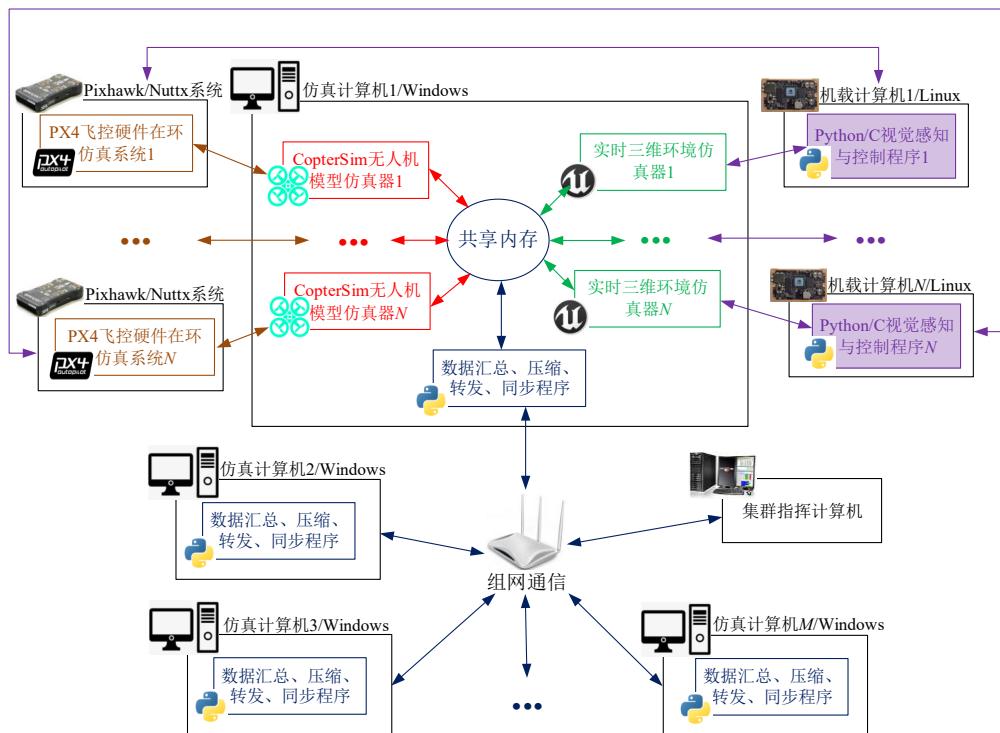 Pixhawk/Nuttx系统
PX4飞控硬件在环
仿真系统1
px4
autopilot
仿真计算机1/Windows
CopterSim无人机
模型仿真器1
实时三维环境仿
真器1
机载计算机1/Linux
Python/C视觉感知
与控制程序1
共享内存
Pixhawk/Nuttx系统
PX4飞控硬件在环
仿真系统N
px4
autopilot
CopterSim无人机
模型仿真器N
实时三维环境仿
真器N
机载计算机N/Linux
Python/C视觉感知
与控制程序N
数据汇总、压缩、
转发、同步程序
仿真计算机2/Windows
数据汇总、压缩、
转发、同步程序
集群指挥计算机
组网通信
仿真计算机3/Windows
数据汇总、压缩、
转发、同步程序
仿真计算机M/Windows
数据汇总、压缩、
转发、同步程序